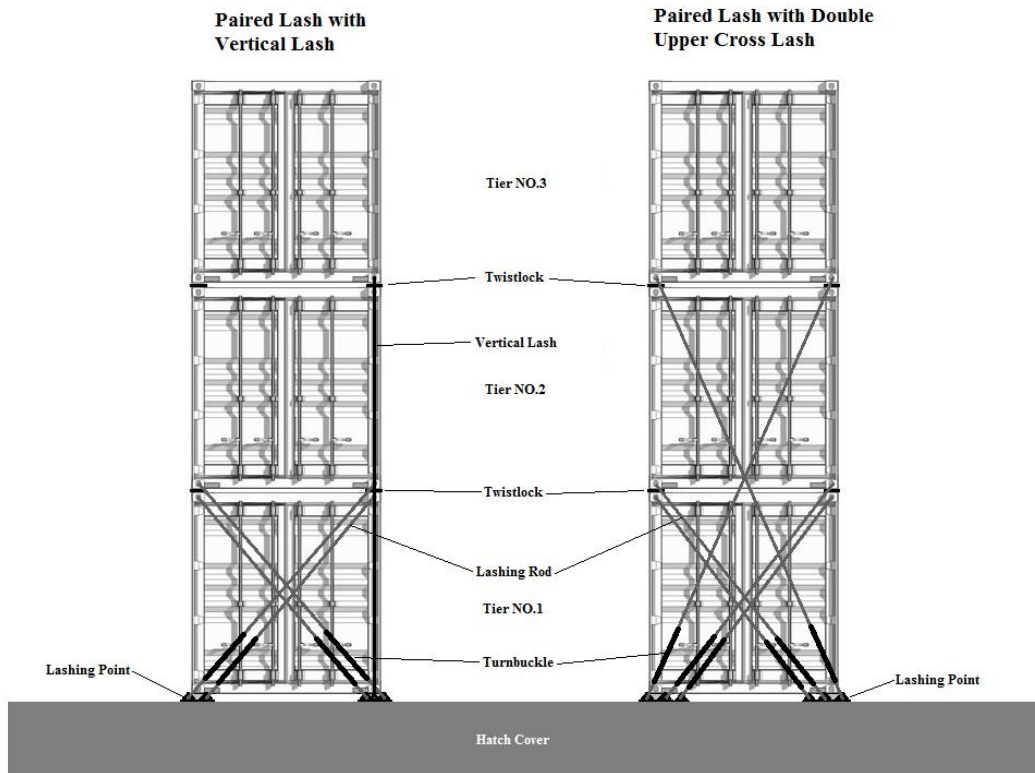 Paired Lash with
Vertical Lash
Paired Lash with Double
Upper Cross Lash
Tier NO.3
Twistlock
Vertical Lash
Tier NO.2
Twistlock
Lashing Rod
Tier NO.1
Turnbuckle
Lashing Point
Lashing Point
Hatch Cover